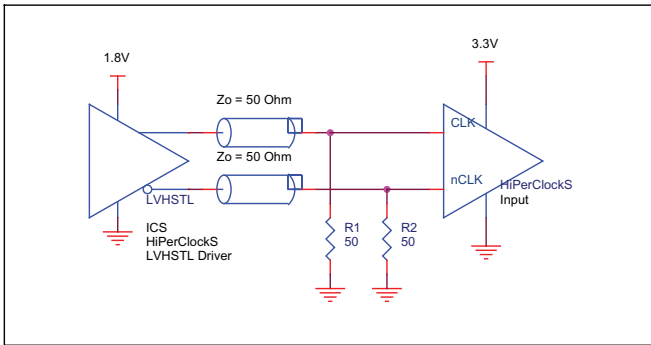 1.8V
3.3V
Zo = 50 Ohm
CLK
Zo = 50 Ohm
nCLK
HiPerClockS
Input
LVHSTL
ICS
HiPerClockS
LVHSTL Driver
R1
50
R2
50